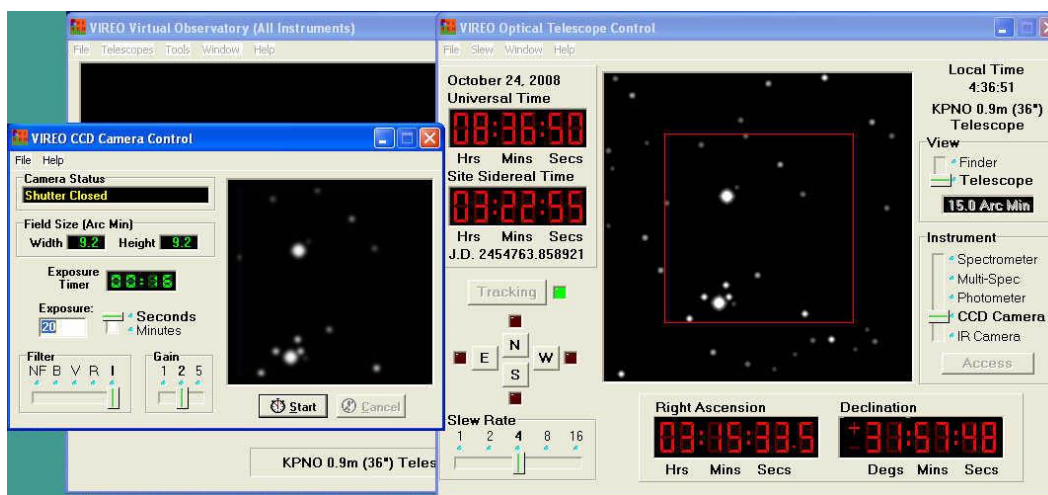 VIREO Virtual Observatory (All Instruments)
File Telescopes Tools Window Help
KPNO 0.9m (36") Teles
VIREO CCD Camera Control
File Help
Camera Status
Shutter Closed
Field Size (Arc Min)
Width 9.2 Height 9.2
Exposure Timer 00:16
Exposure:
20
Seconds
Minutes
Filter
NF B V R I
Gain
1 2 5
Start Cancel
VIREO Optical Telescope Control
File Slew Window Help
October 24, 2008
Universal Time
08:36:50
Hrs Mins Secs
Site Sidereal Time
03:22:55
Hrs Mins Secs
J.D. 2454763.858921
Tracking
N
E W
S
Slew Rate
1 2 4 8 16
Local Time
4:36:51
KPNO 0.9m (36")
Telescope
View
Finder
Telescope
15.0 Arc Min
Instrument
Spectrometer
Multi-Spec
Photometer
CCD Camera
IR Camera
Access
Right Ascension
03:15:33.5
Hrs Mins Secs
Declination
+31:57:48
Degs Mins Secs